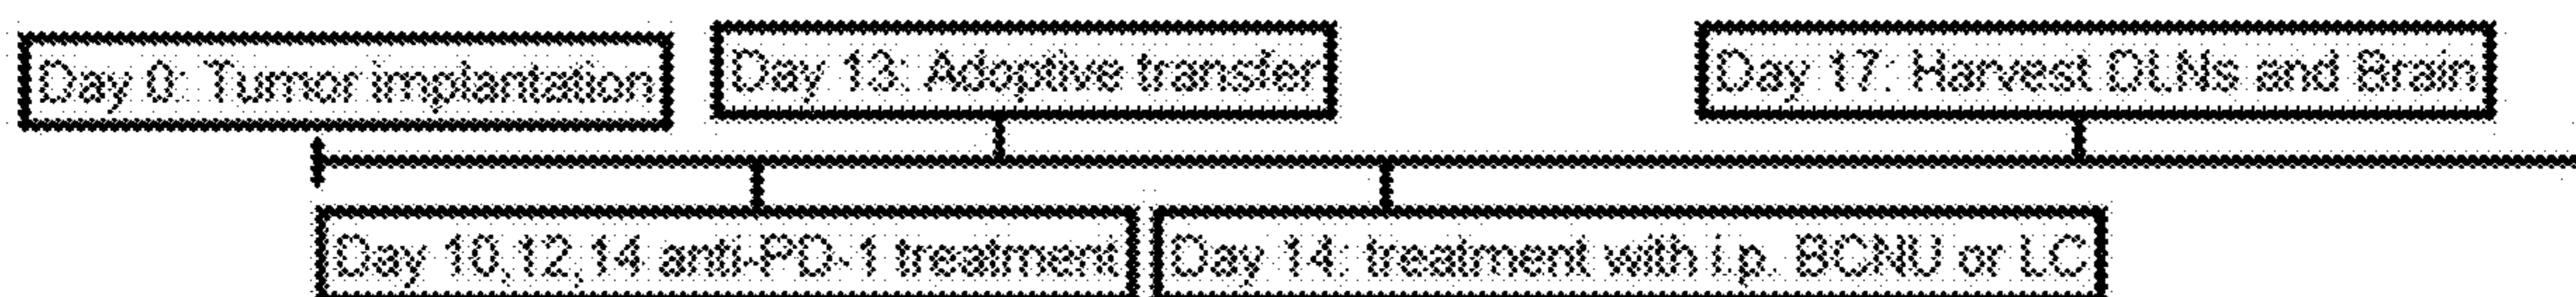 Day 0: Tumor implantation
Day 13: Adoptive transfer
Day 17: Harvest DLNs and Brain
Day 10,12,14 anti-PD-1 treatment
Day 14: treatment with i.p. BCNU or LC